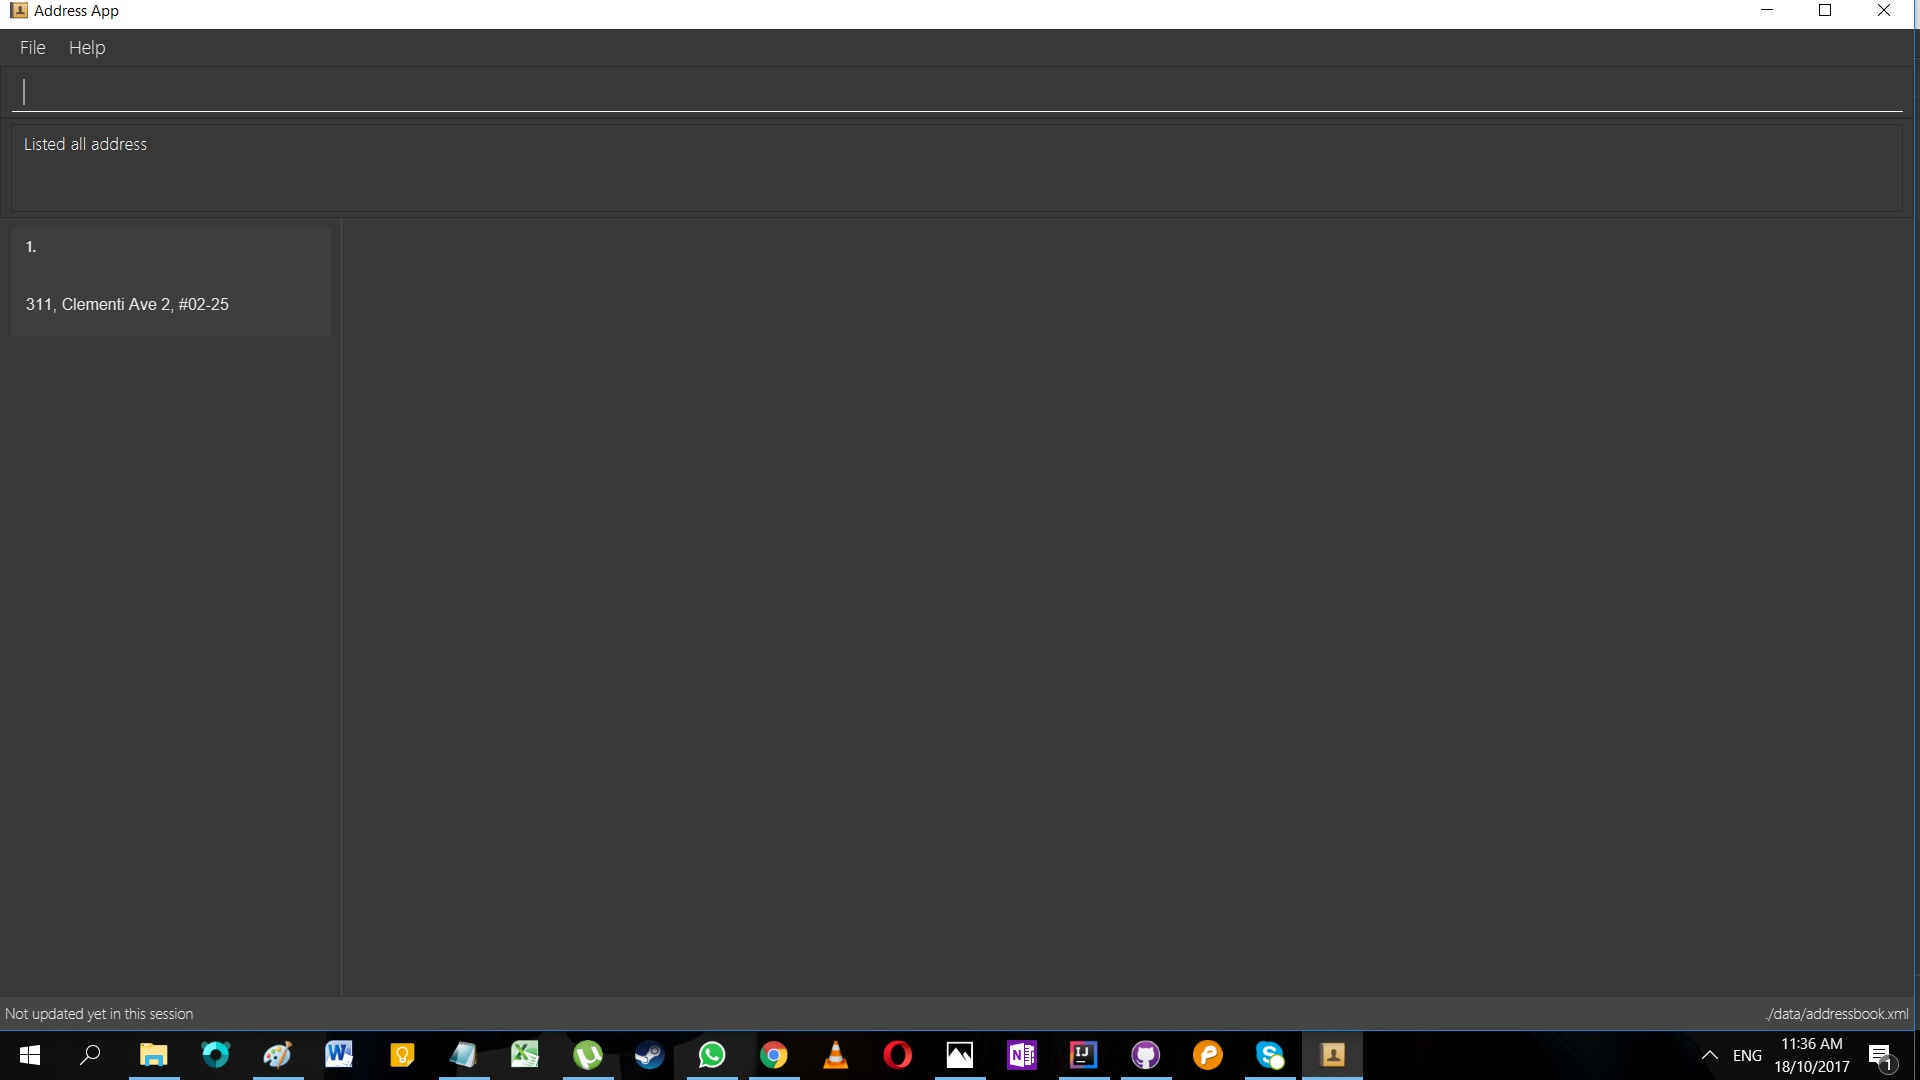 Address App
File Help
Listed all address
1.
311, Clementi Ave 2, #02-25
Not updated yet in this session
./data/addressbook.xml
ENG
11:36 AM
18/10/2017
1